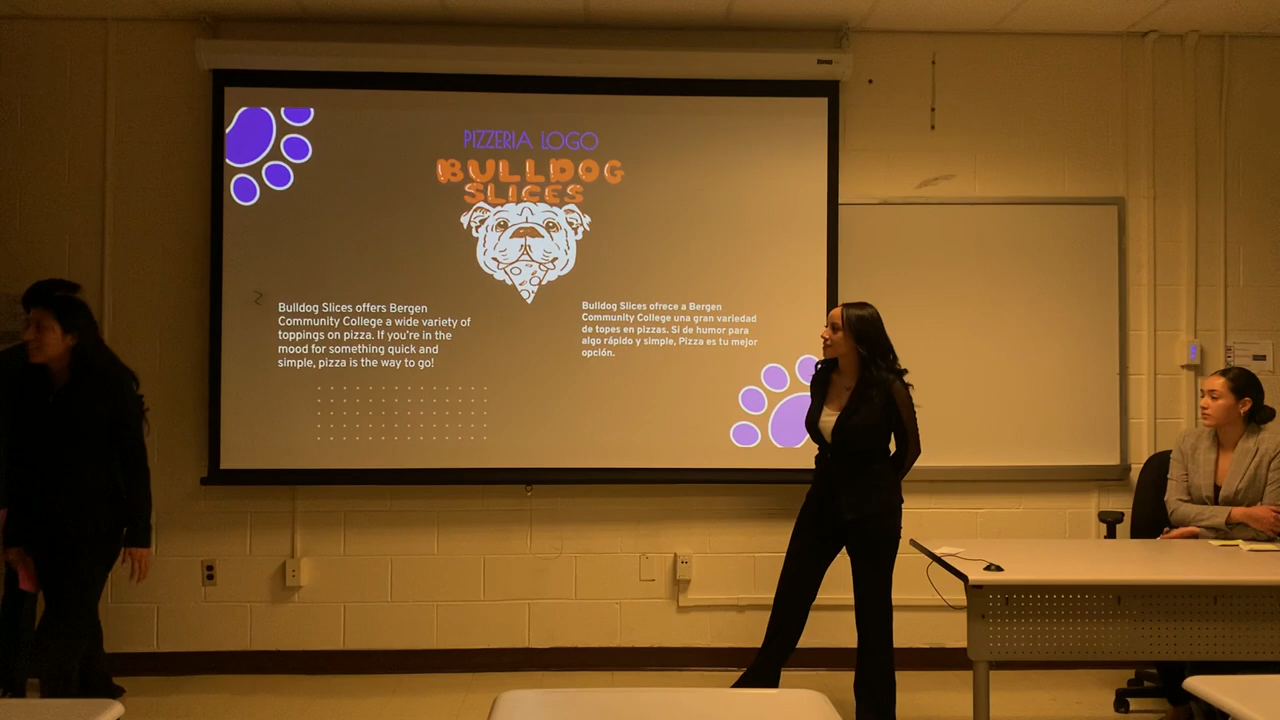 PIZZERIA LOGO
BULLDOG
SLICES
Bulldog Slices offers Bergen
Community College a wide variety of
toppings on pizza. If you're in the
mood for something quick and
simple, pizza is the way to go!
Bulldog Slices ofrece a Bergen
Community College una gran variedad
de topes en pizzas. Si de humor para
algo rápido y simple, Pizza es tu mejor
opción.